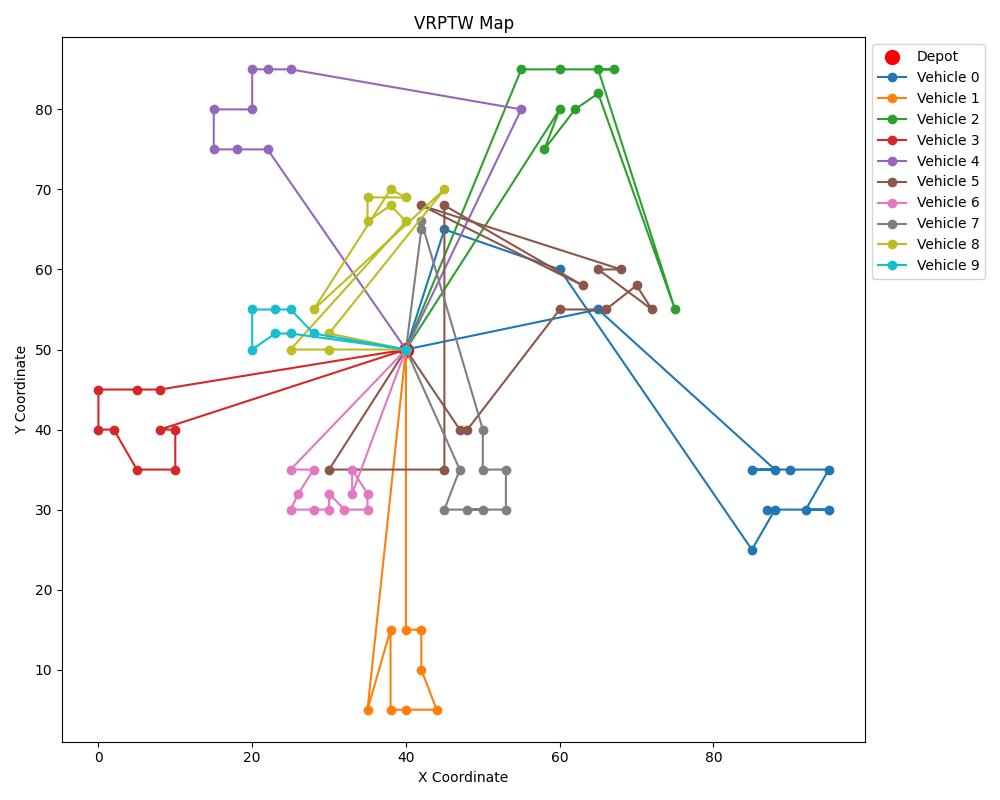 VRPTW Map
Depot
Vehicle 0
Vehicle 1
Vehicle 2
Vehicle 3
Vehicle 4
Vehicle 5
Vehicle 6
Vehicle 7
Vehicle 8
Vehicle 9
Y Coordinate
80
70
60
50
40
30
20
10
0 20 40 60 80
X Coordinate